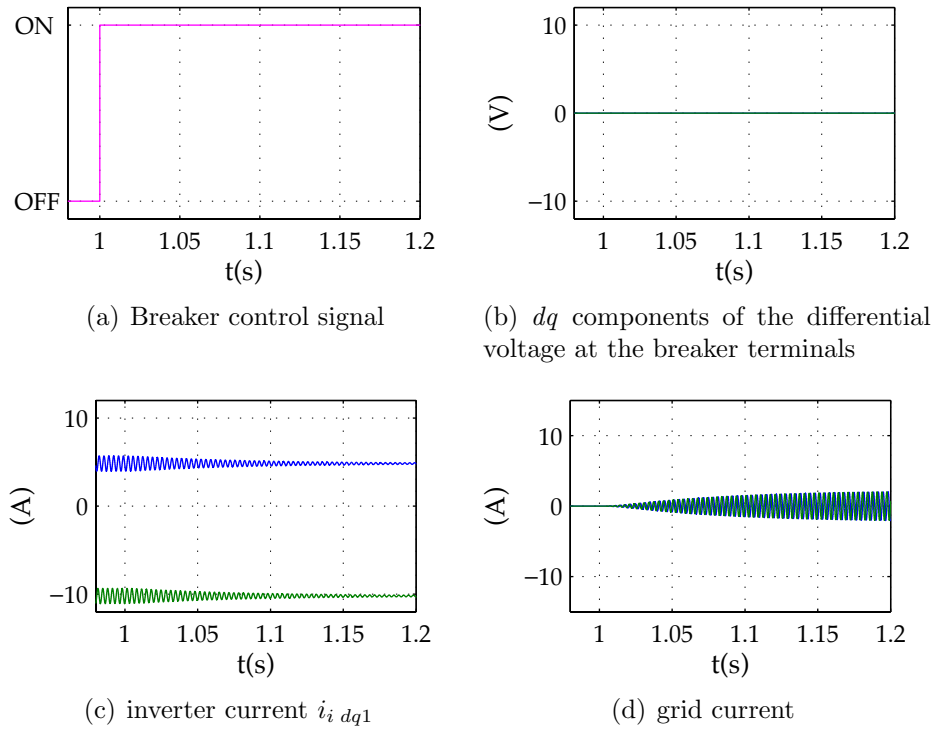 ON
OFF
1 1.05 1.1 1.15 1.2
t(s)
(a) Breaker control signal
(V)
10
0
−10
1 1.05 1.1 1.15 1.2
t(s)
(b) dq components of the differential
voltage at the breaker terminals
(A)
10
0
−10
1 1.05 1.1 1.15 1.2
t(s)
(c) inverter current i_{i dq1}
(A)
10
0
−10
1 1.05 1.1 1.15 1.2
t(s)
(d) grid current